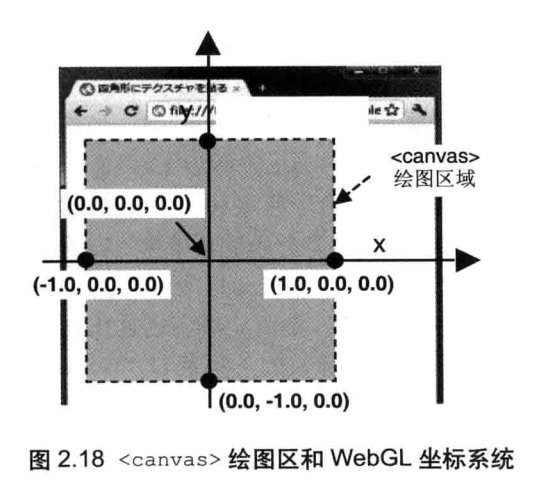 四角形にテクスチャを貼る ×
file:///
y
<canvas>
绘图区域
(0.0, 0.0, 0.0)
x
(-1.0, 0.0, 0.0)
(1.0, 0.0, 0.0)
(0.0, -1.0, 0.0)
图 2.18 <canvas> 绘图区和 WebGL 坐标系统